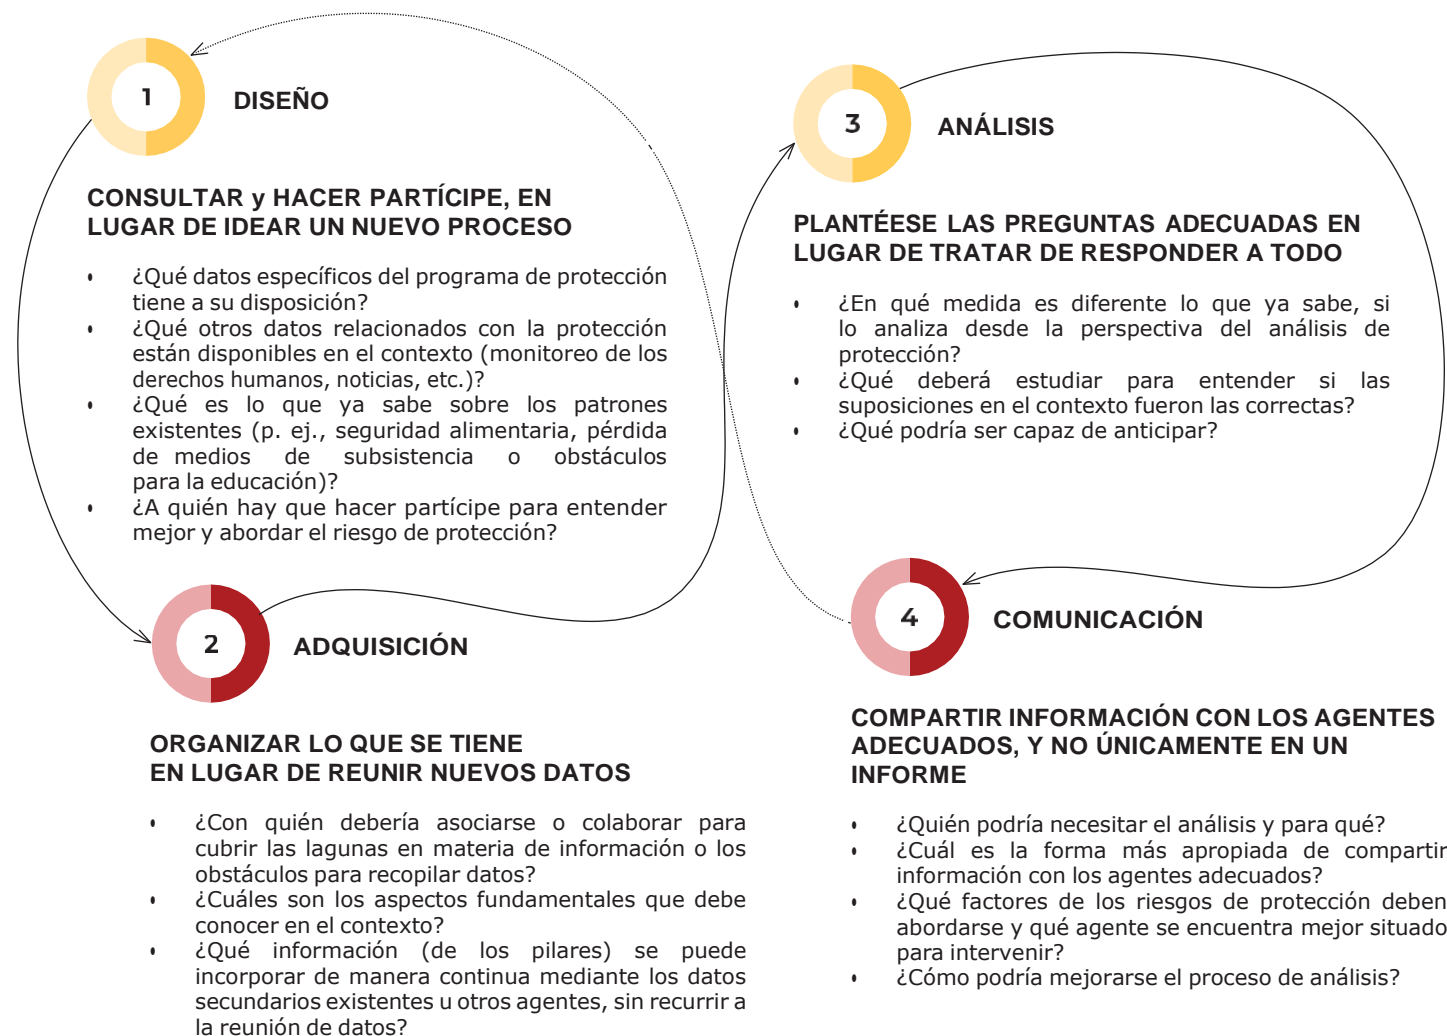 1
DISEÑO
CONSULTAR y HACER PARTÍCIPE, EN
LUGAR DE IDEAR UN NUEVO PROCESO
• ¿Qué datos específicos del programa de protección
tiene a su disposición?
• ¿Qué otros datos relacionados con la protección
están disponibles en el contexto (monitoreo de los
derechos humanos, noticias, etc.)?
• ¿Qué es lo que ya sabe sobre los patrones
existentes (p. ej., seguridad alimentaria, pérdida
de medios de subsistencia o obstáculos
para la educación)?
• ¿A quién hay que hacer partícipe para entender
mejor y abordar el riesgo de protección?
2
ADQUISICIÓN
ORGANIZAR LO QUE SE TIENE
EN LUGAR DE REUNIR NUEVOS DATOS
• ¿Con quién debería asociarse o colaborar para
cubrir las lagunas en materia de información o los
obstáculos para recopilar datos?
• ¿Cuáles son los aspectos fundamentales que debe
conocer en el contexto?
• ¿Qué información (de los pilares) se puede
incorporar de manera continua mediante los datos
secundarios existentes u otros agentes, sin recurrir a
la reunión de datos?
3
ANÁLISIS
PLANTÉESE LAS PREGUNTAS ADECUADAS EN
LUGAR DE TRATAR DE RESPONDER A TODO
• ¿En qué medida es diferente lo que ya sabe, si
lo analiza desde la perspectiva del análisis de
protección?
• ¿Qué deberá estudiar para entender si las
suposiciones en el contexto fueron las correctas?
• ¿Qué podría ser capaz de anticipar?
4
COMUNICACIÓN
COMPARTIR INFORMACIÓN CON LOS AGENTES
ADECUADOS, Y NO ÚNICAMENTE EN UN
INFORME
• ¿Quién podría necesitar el análisis y para qué?
• ¿Cuál es la forma más apropiada de compartir
información con los agentes adecuados?
• ¿Qué factores de los riesgos de protección deben
abordarse y qué agente se encuentra mejor situado
para intervenir?
• ¿Cómo podría mejorarse el proceso de análisis?